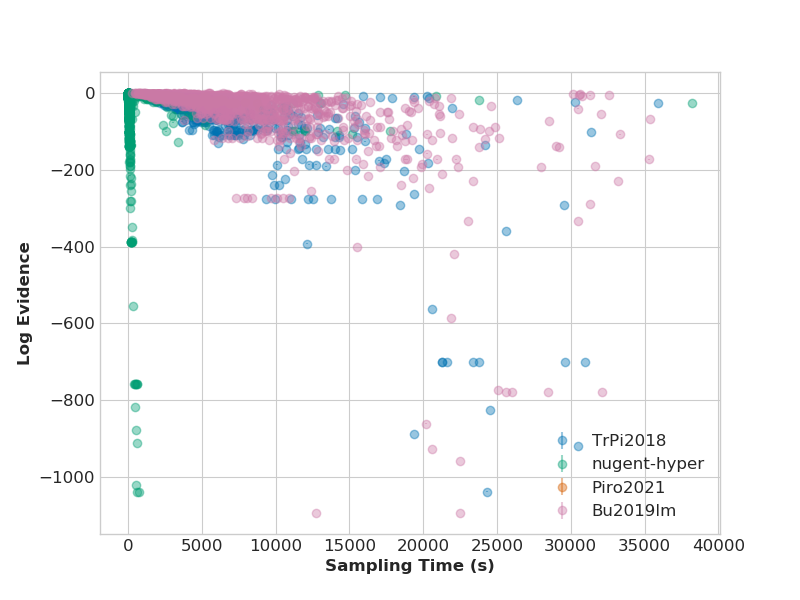 0
−200
−400
−600
−800
−1000
Log Evidence
TrPi2018
nugent-hyper
Piro2021
Bu2019lm
0
5000
10000
15000
20000
25000
30000
35000
40000
Sampling Time (s)